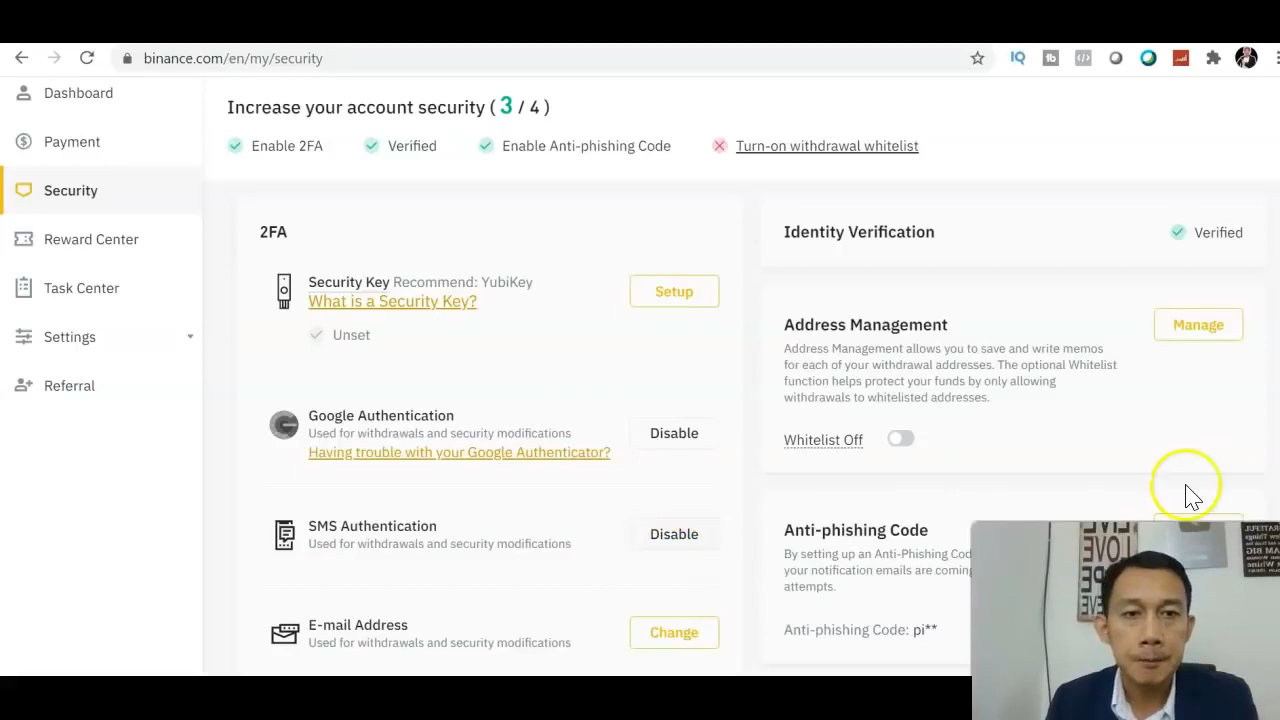 binance.com/en/my/security
Dashboard
Payment
Security
Reward Center
Task Center
Settings
Referral
Increase your account security ( 3 / 4 )
Enable 2FA
Verified
Enable Anti-phishing Code
Turn-on withdrawal whitelist
2FA
Security Key Recommend: YubiKey
What is a Security Key?
Setup
Unset
Google Authentication
Used for withdrawals and security modifications
Having trouble with your Google Authenticator?
Disable
SMS Authentication
Used for withdrawals and security modifications
Disable
E-mail Address
Used for withdrawals and security modifications
Change
Identity Verification
Verified
Address Management
Manage
Address Management allows you to save and write memos
for each of your withdrawal addresses. The optional Whitelist
function helps protect your funds by only allowing
withdrawals to whitelisted addresses.
Whitelist Off
Anti-phishing Code
By setting up an Anti-Phishing Cod
your notification emails are coming
attempts.
Anti-phishing Code: pi**
LIVE
LOVE